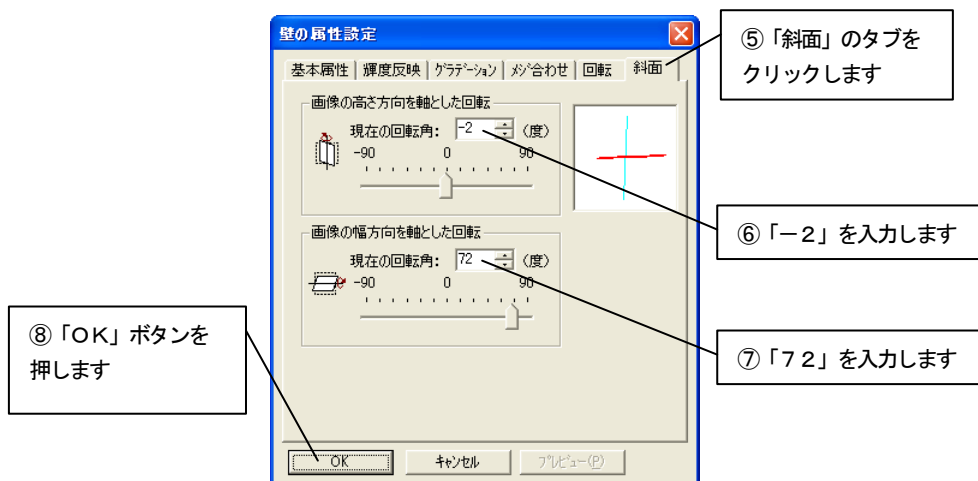 壁の属性設定
基本属性 輝度反映 グラデーション メジ合わせ 回転 斜面
画像の高さ方向を軸とした回転
現在の回転角: -2 (度)
-90 0 90
画像の幅方向を軸とした回転
現在の回転角: 72 (度)
-90 0 90
OK キャンセル プレビュー(P)
⑤「斜面」のタブを
クリックします
⑥「－2」を入力します
⑦「72」を入力します
⑧「OK」ボタンを
押します